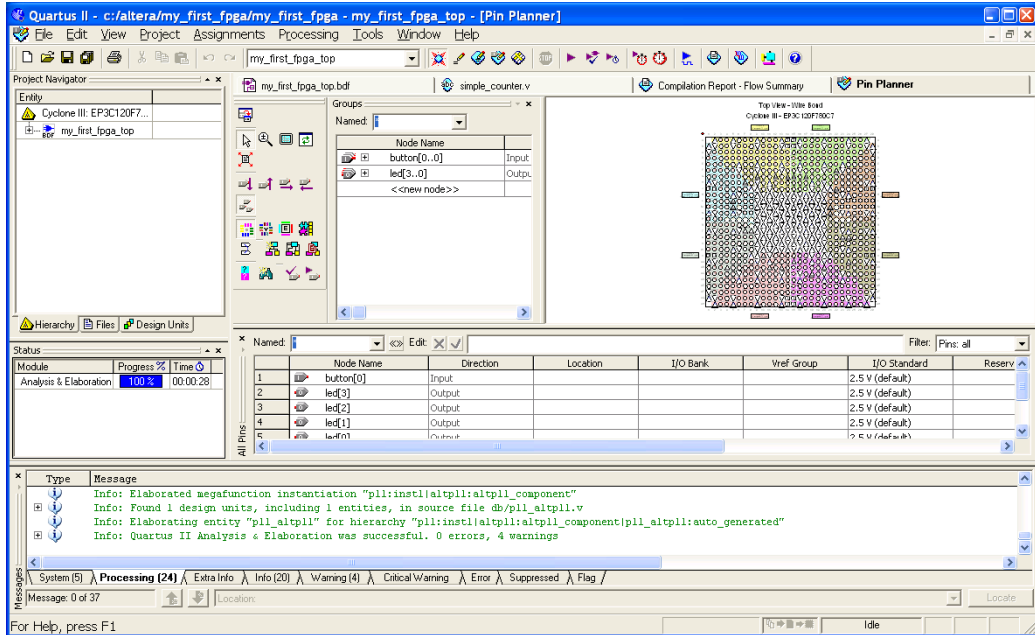 Quartus II - c:/altera/my_first_fpga/my_first_fpga - my_first_fpga_top - [Pin Planner]
File Edit View Project Assignments Processing Tools Window Help
my_first_fpga_top
Project Navigator
Entity
Cyclone III: EP3C120F7...
my_first_fpga_top
Hierarchy Files Design Units
my_first_fpga_top.bdf simple_counter.v Compilation Report - Flow Summary Pin Planner
Groups
Named: *
Node Name
button[0..0] Input
led[3..0] Outpu
<<new node>>
Top View - Wire Bond
Cyclone III - EP3C120F780C7
Status
Module Progress % Time
Analysis & Elaboration 100 % 00:00:28
Named: * Edit: Filter: Pins: all
Node Name Direction Location I/O Bank Vref Group I/O Standard Reserv
1 button[0] Input 2.5 V (default)
2 led[3] Output 2.5 V (default)
3 led[2] Output 2.5 V (default)
4 led[1] Output 2.5 V (default)
5 led[0] Output 2.5 V (default)
All Pins
Type Message
Info: Elaborated megafunction instantiation "pll:inst1|altpll:altpll_component"
Info: Found 1 design units, including 1 entities, in source file db/pll_altpll.v
Info: Elaborating entity "pll_altpll" for hierarchy "pll:inst1|altpll:altpll_component|pll_altpll:auto_generated"
Info: Quartus II Analysis & Elaboration was successful. 0 errors, 4 warnings
System (5) Processing (24) Extra Info Info (20) Warning (4) Critical Warning Error Suppressed Flag
Messages
Message: 0 of 37 Location: Locate
For Help, press F1 Idle